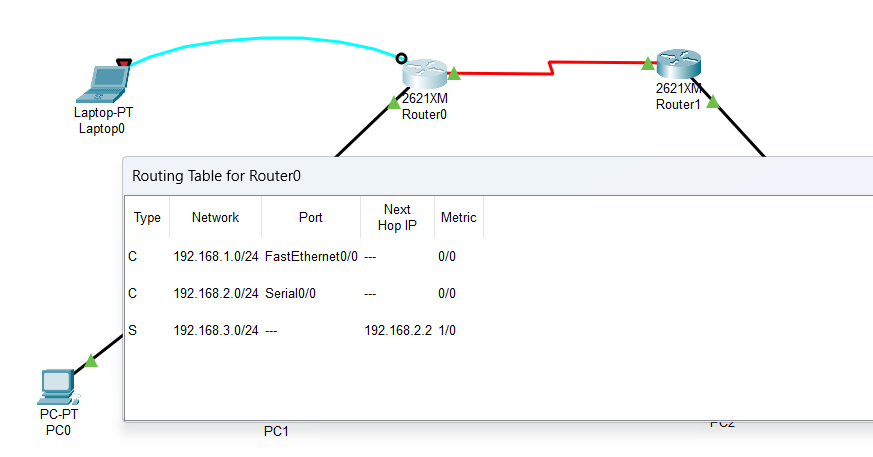 2621XM
Router0
2621XM
Router1
Laptop-PT
Laptop0
Routing Table for Router0
Type Network Port Next Hop IP Metric
C 192.168.1.0/24 FastEthernet0/0 --- 0/0
C 192.168.2.0/24 Serial0/0 --- 0/0
S 192.168.3.0/24 --- 192.168.2.2 1/0
PC-PT
PC0
PC1
PC2